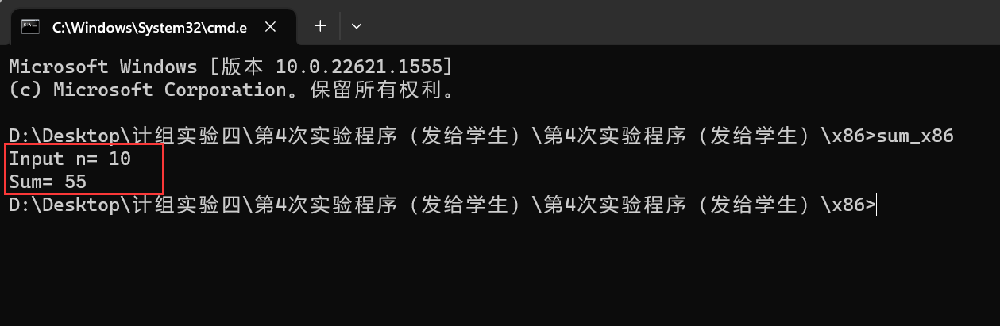 C:\Windows\System32\cmd.e
Microsoft Windows [版本 10.0.22621.1555]
(c) Microsoft Corporation。保留所有权利。
D:\Desktop\计组实验四\第4次实验程序（发给学生）\第4次实验程序（发给学生）\x86>sum_x86
Input n= 10
Sum= 55
D:\Desktop\计组实验四\第4次实验程序（发给学生）\第4次实验程序（发给学生）\x86>